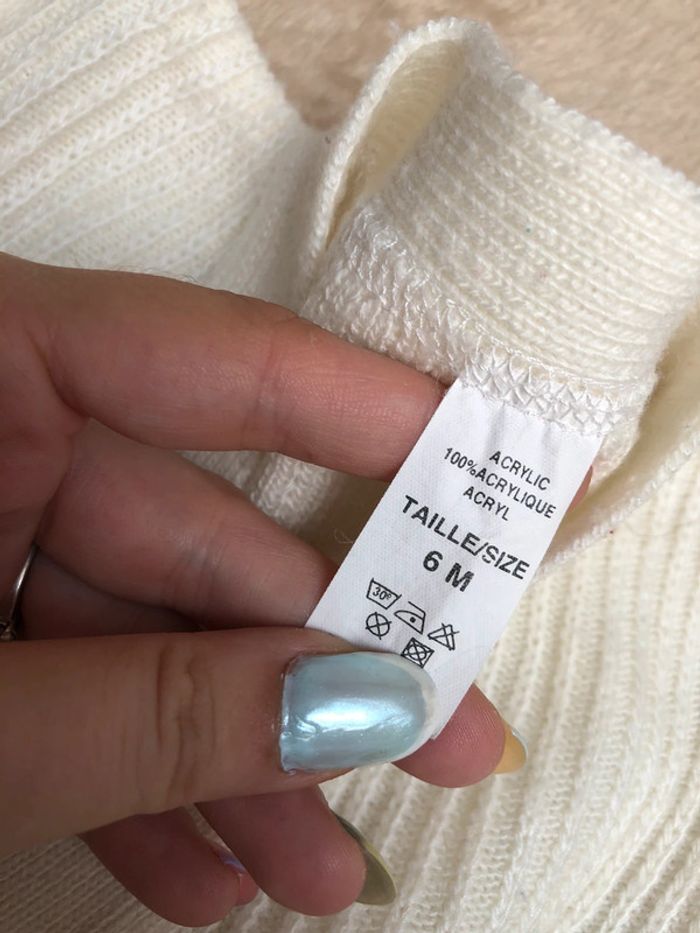 ACRYLIC
100%ACRYLIQUE
ACRYL
TAILLE/SIZE
6 M
30°